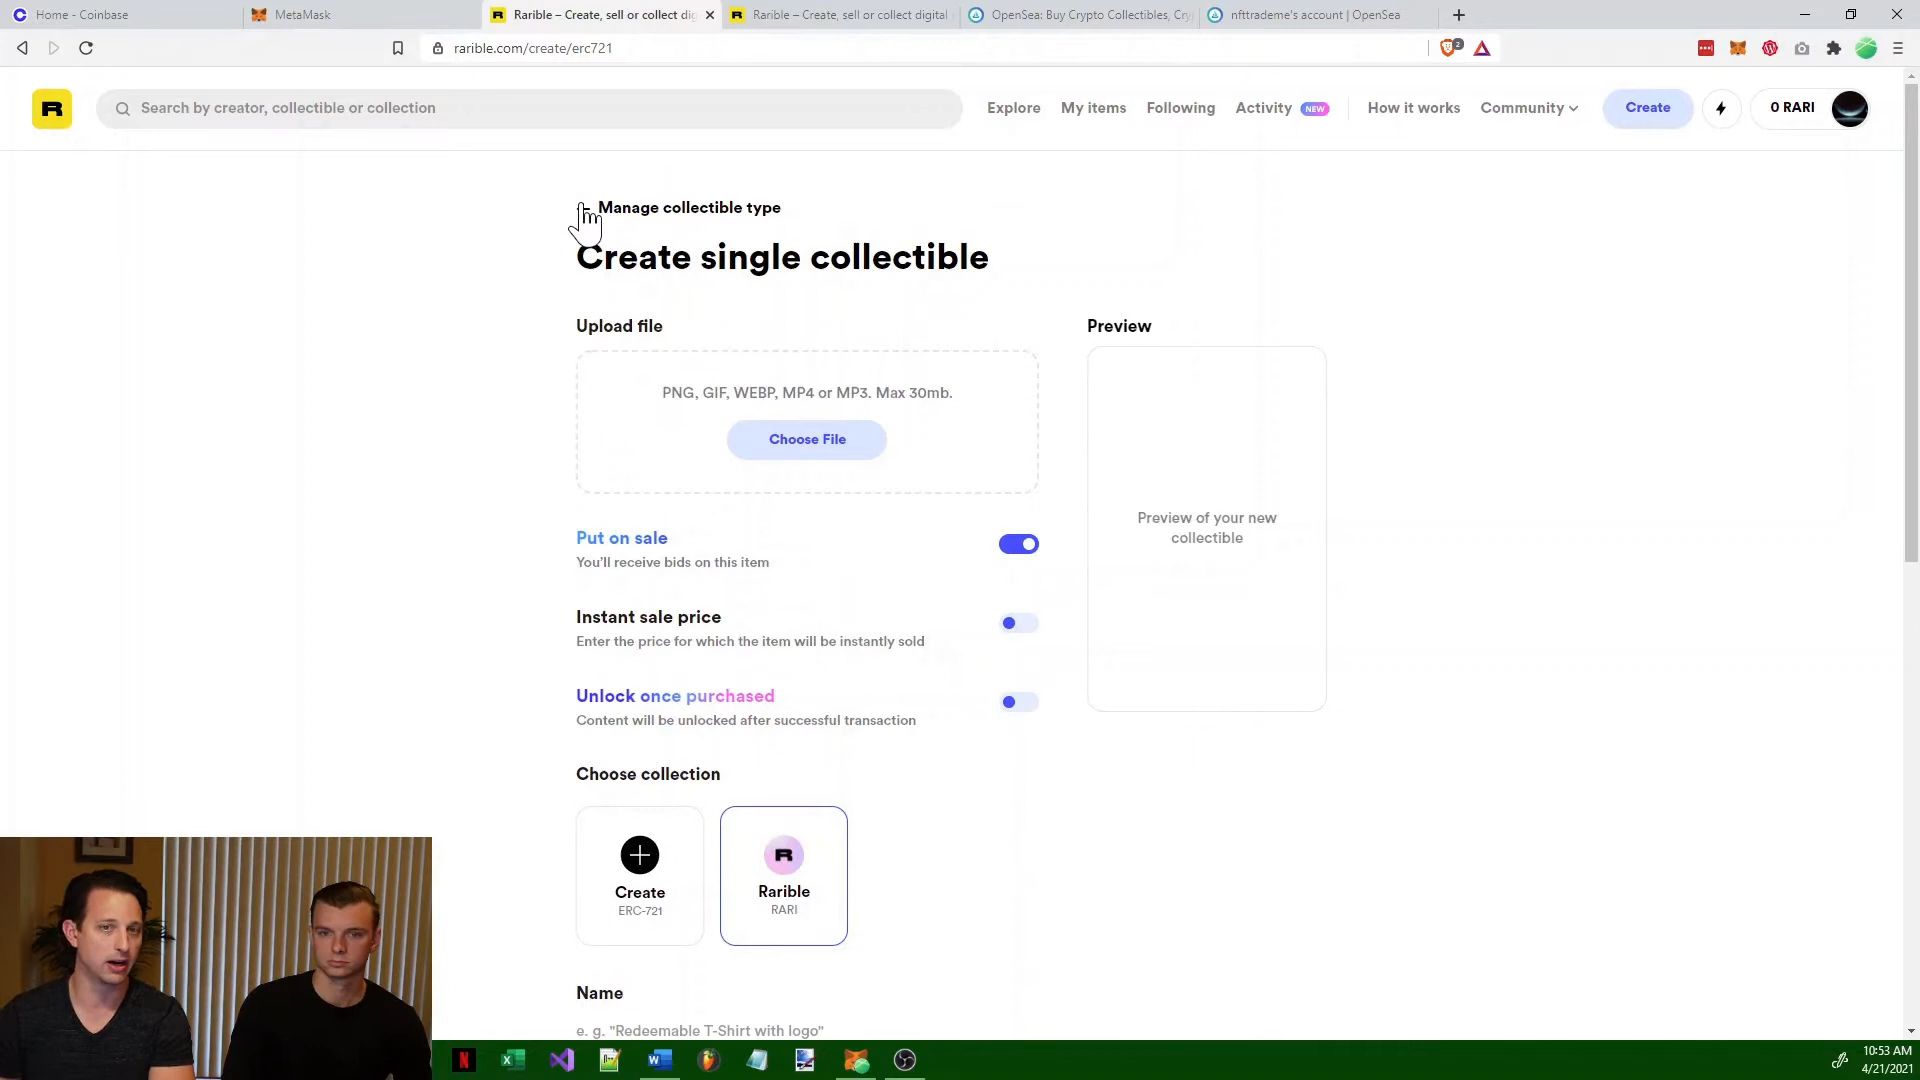 Home - Coinbase
MetaMask
Rarible – Create, sell or collect dig
Rarible – Create, sell or collect digital
OpenSea: Buy Crypto Collectibles, Cry
nfttrademe's account | OpenSea
rarible.com/create/erc721
2
R
Search by creator, collectible or collection
Explore
My items
Following
Activity NEW
How it works
Community
Create
0 RARI
Manage collectible type
Create single collectible
Upload file
Preview
PNG, GIF, WEBP, MP4 or MP3. Max 30mb.
Choose File
Preview of your new
collectible
Put on sale
You'll receive bids on this item
Instant sale price
Enter the price for which the item will be instantly sold
Unlock once purchased
Content will be unlocked after successful transaction
Choose collection
Create
ERC-721
R
Rarible
RARI
Name
e. g. "Redeemable T-Shirt with logo"
10:53 AM
4/21/2021